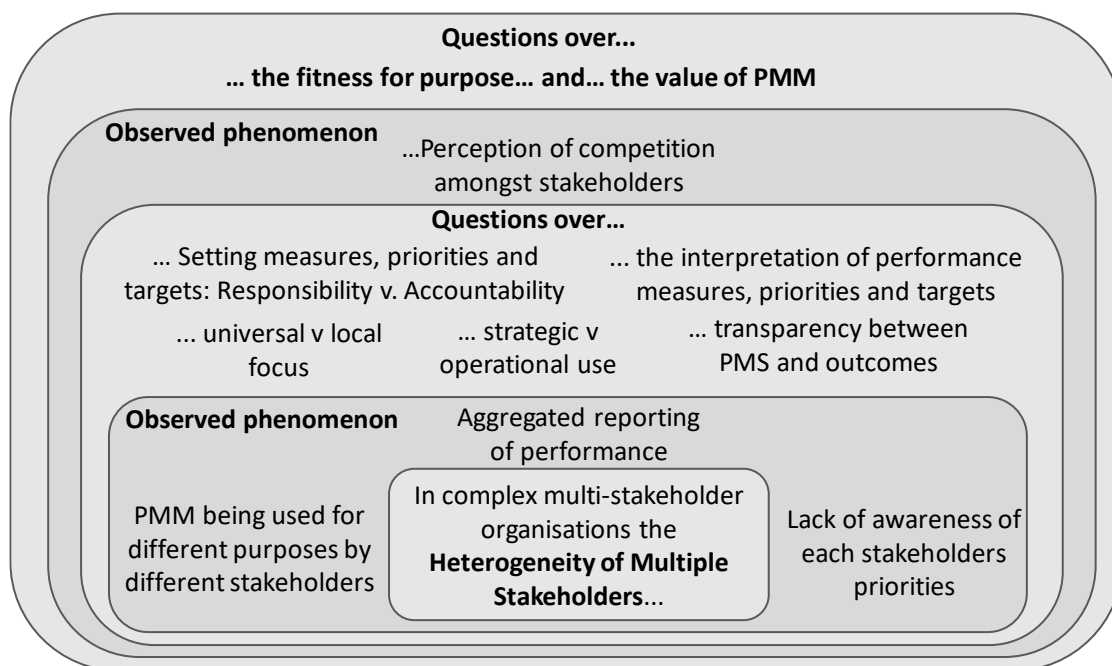 Questions over...
... the fitness for purpose... and... the value of PMM
Observed phenomenon
...Perception of competition
amongst stakeholders
Questions over...
... Setting measures, priorities and
targets: Responsibility v. Accountability
... the interpretation of performance
measures, priorities and targets
... universal v local
focus
... strategic v
operational use
... transparency between
PMS and outcomes
Observed phenomenon
Aggregated reporting
of performance
PMM being used for
different purposes by
different stakeholders
In complex multi-stakeholder
organisations the
Heterogeneity of Multiple
Stakeholders...
Lack of awareness of
each stakeholders
priorities